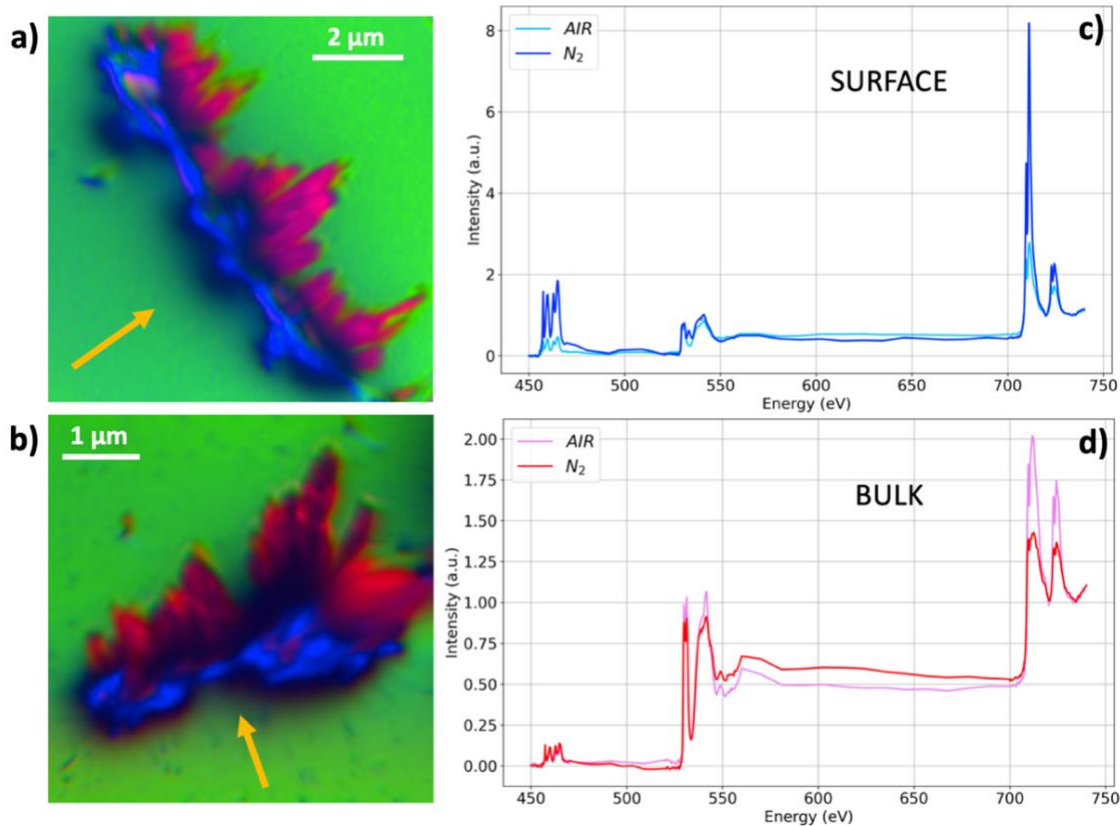 a)
2 μm
b)
1 μm
c)
AIR
N₂
SURFACE
8
6
4
2
0
Intensity (a.u.)
450 500 550 600 650 700 750
Energy (eV)
d)
AIR
N₂
BULK
2.00
1.75
1.50
1.25
1.00
0.75
0.50
0.25
0.00
Intensity (a.u.)
450 500 550 600 650 700 750
Energy (eV)